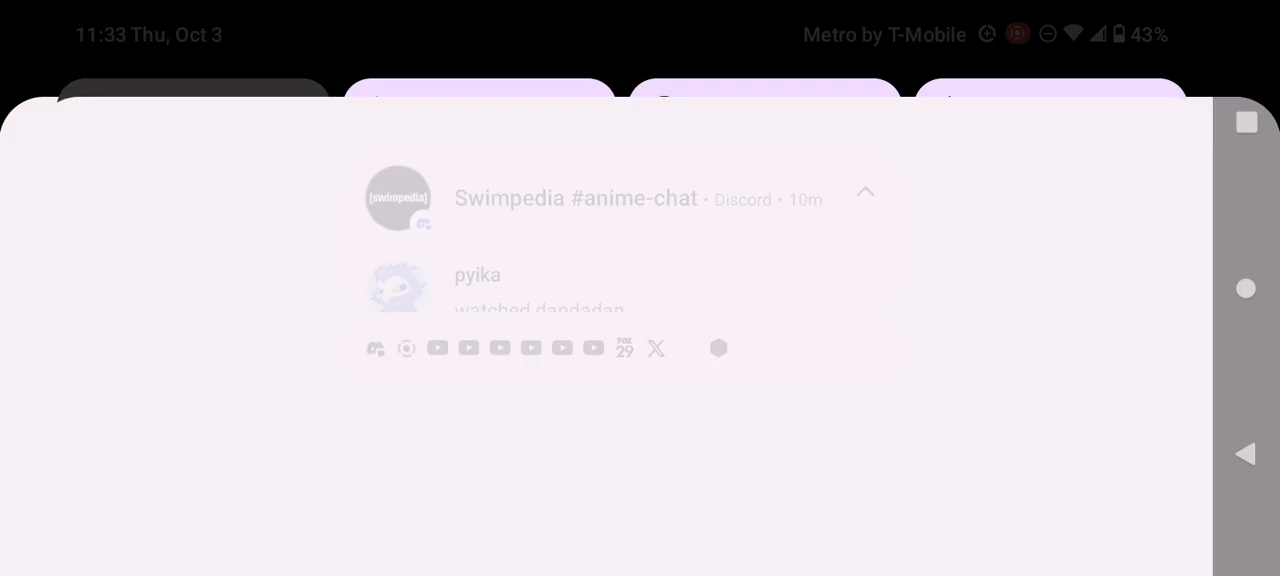 11:33 Thu, Oct 3
Metro by T-Mobile 43%
[swimpedia]
Swimpedia #anime-chat • Discord • 10m
pyika
watched dandadan
FOX
29